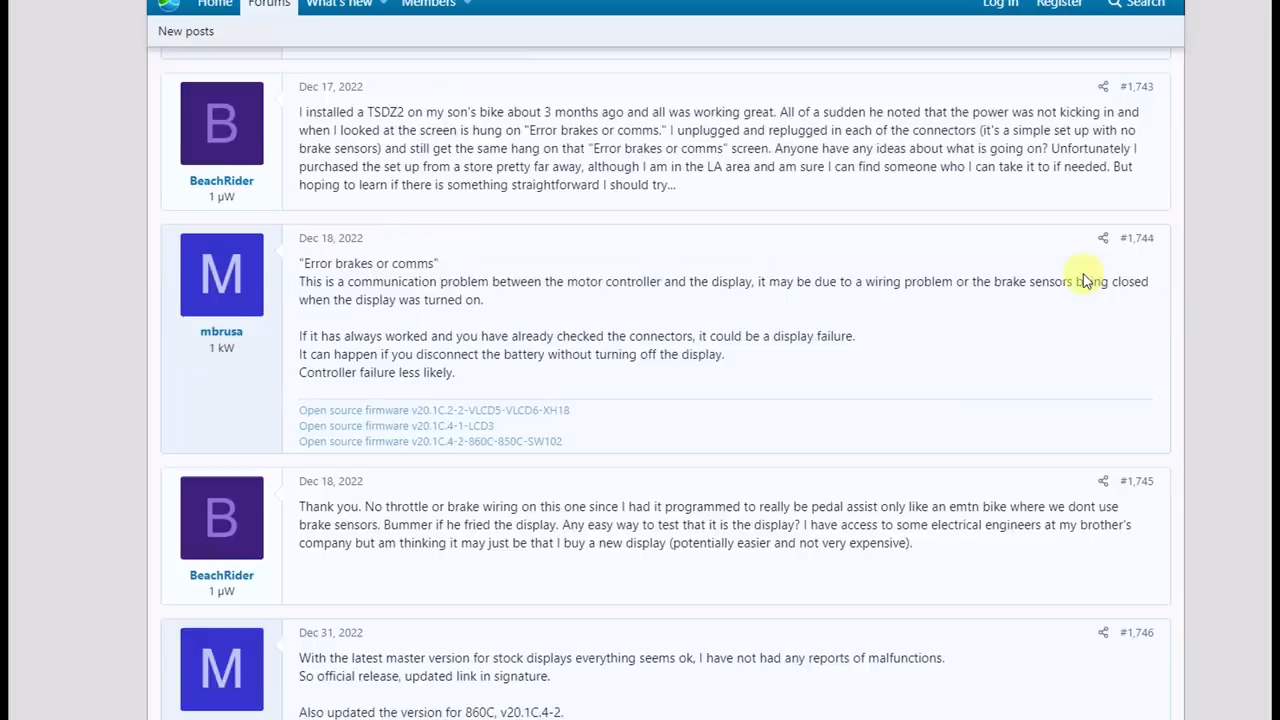 Home Forums What's new Members Log in Register Search
New posts
B
BeachRider
1 µW
Dec 17, 2022 #1,743
I installed a TSDZ2 on my son's bike about 3 months ago and all was working great. All of a sudden he noted that the power was not kicking in and
when I looked at the screen is hung on "Error brakes or comms." I unplugged and replugged in each of the connectors (it's a simple set up with no
brake sensors) and still get the same hang on that "Error brakes or comms" screen. Anyone have any ideas about what is going on? Unfortunately I
purchased the set up from a store pretty far away, although I am in the LA area and am sure I can find someone who I can take it to if needed. But
hoping to learn if there is something straightforward I should try...
M
mbrusa
1 kW
Dec 18, 2022 #1,744
"Error brakes or comms"
This is a communication problem between the motor controller and the display, it may be due to a wiring problem or the brake sensors being closed
when the display was turned on.
If it has always worked and you have already checked the connectors, it could be a display failure.
It can happen if you disconnect the battery without turning off the display.
Controller failure less likely.
Open source firmware v20.1C.2-2-VLCD5-VLCD6-XH18
Open source firmware v20.1C.4-1-LCD3
Open source firmware v20.1C.4-2-860C-850C-SW102
B
BeachRider
1 µW
Dec 18, 2022 #1,745
Thank you. No throttle or brake wiring on this one since I had it programmed to really be pedal assist only like an emtn bike where we dont use
brake sensors. Bummer if he fried the display. Any easy way to test that it is the display? I have access to some electrical engineers at my brother's
company but am thinking it may just be that I buy a new display (potentially easier and not very expensive).
M
Dec 31, 2022 #1,746
With the latest master version for stock displays everything seems ok, I have not had any reports of malfunctions.
So official release, updated link in signature.
Also updated the version for 860C, v20.1C.4-2.